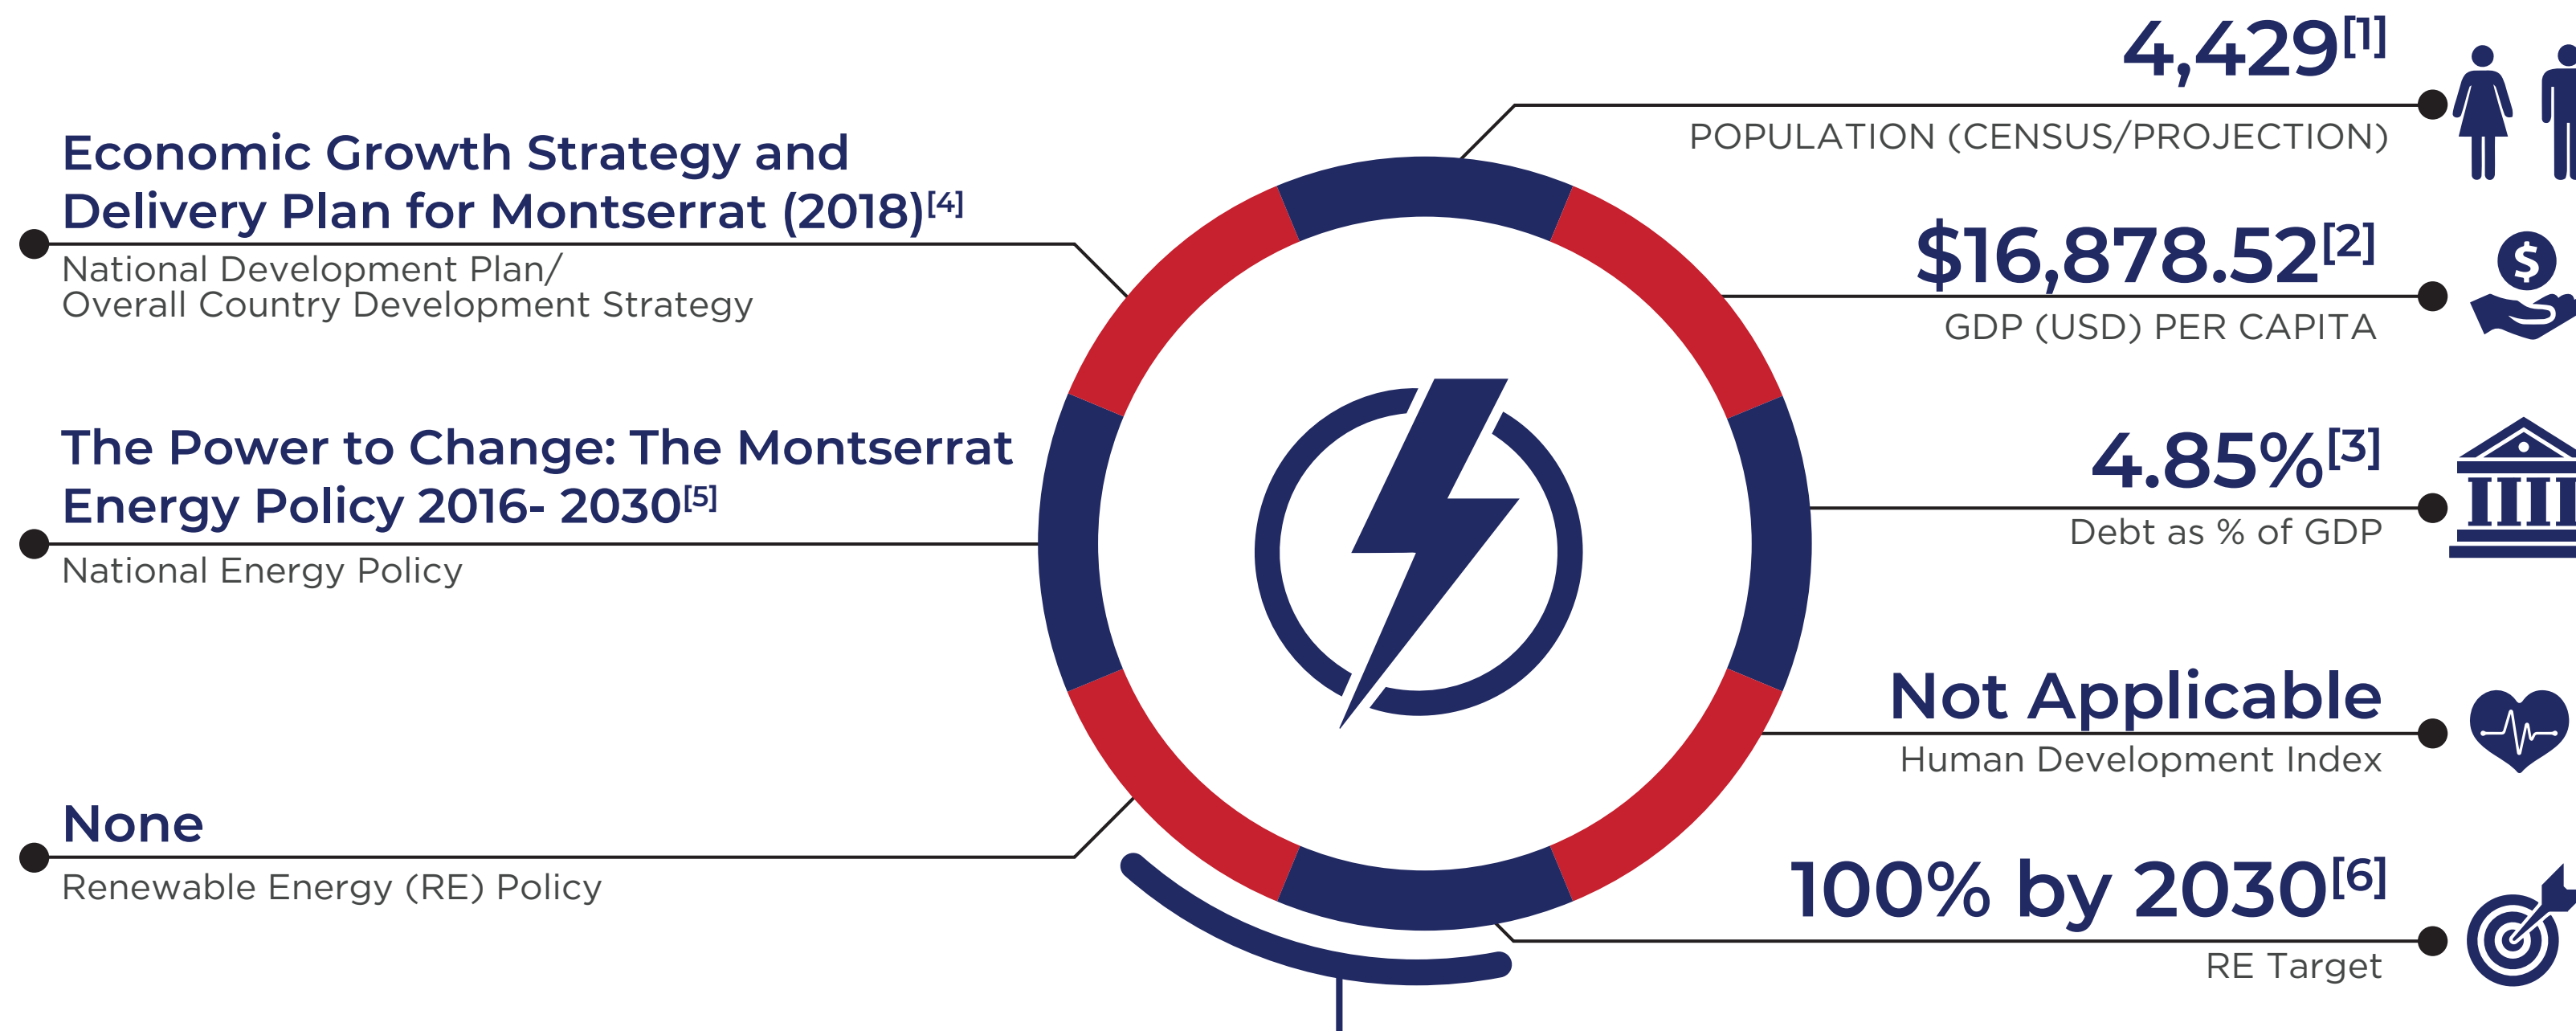 Economic Growth Strategy and
Delivery Plan for Montserrat (2018)[4]
National Development Plan/
Overall Country Development Strategy
The Power to Change: The Montserrat
Energy Policy 2016- 2030[5]
National Energy Policy
None
Renewable Energy (RE) Policy
4,429[1]
POPULATION (CENSUS/PROJECTION)
$16,878.52[2]
GDP (USD) PER CAPITA
$
4.85%[3]
Debt as % of GDP
Not Applicable
Human Development Index
100% by 2030[6]
RE Target